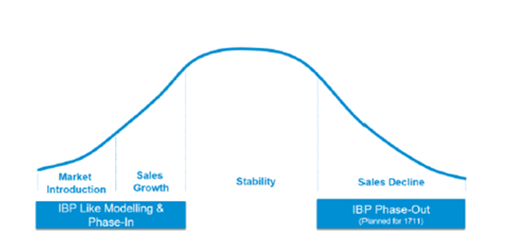 Market
Introduction
Sales
Growth
Stability
Sales Decline
IBP Like Modelling &
Phase-In
IBP Phase-Out
(Planned for 1711)